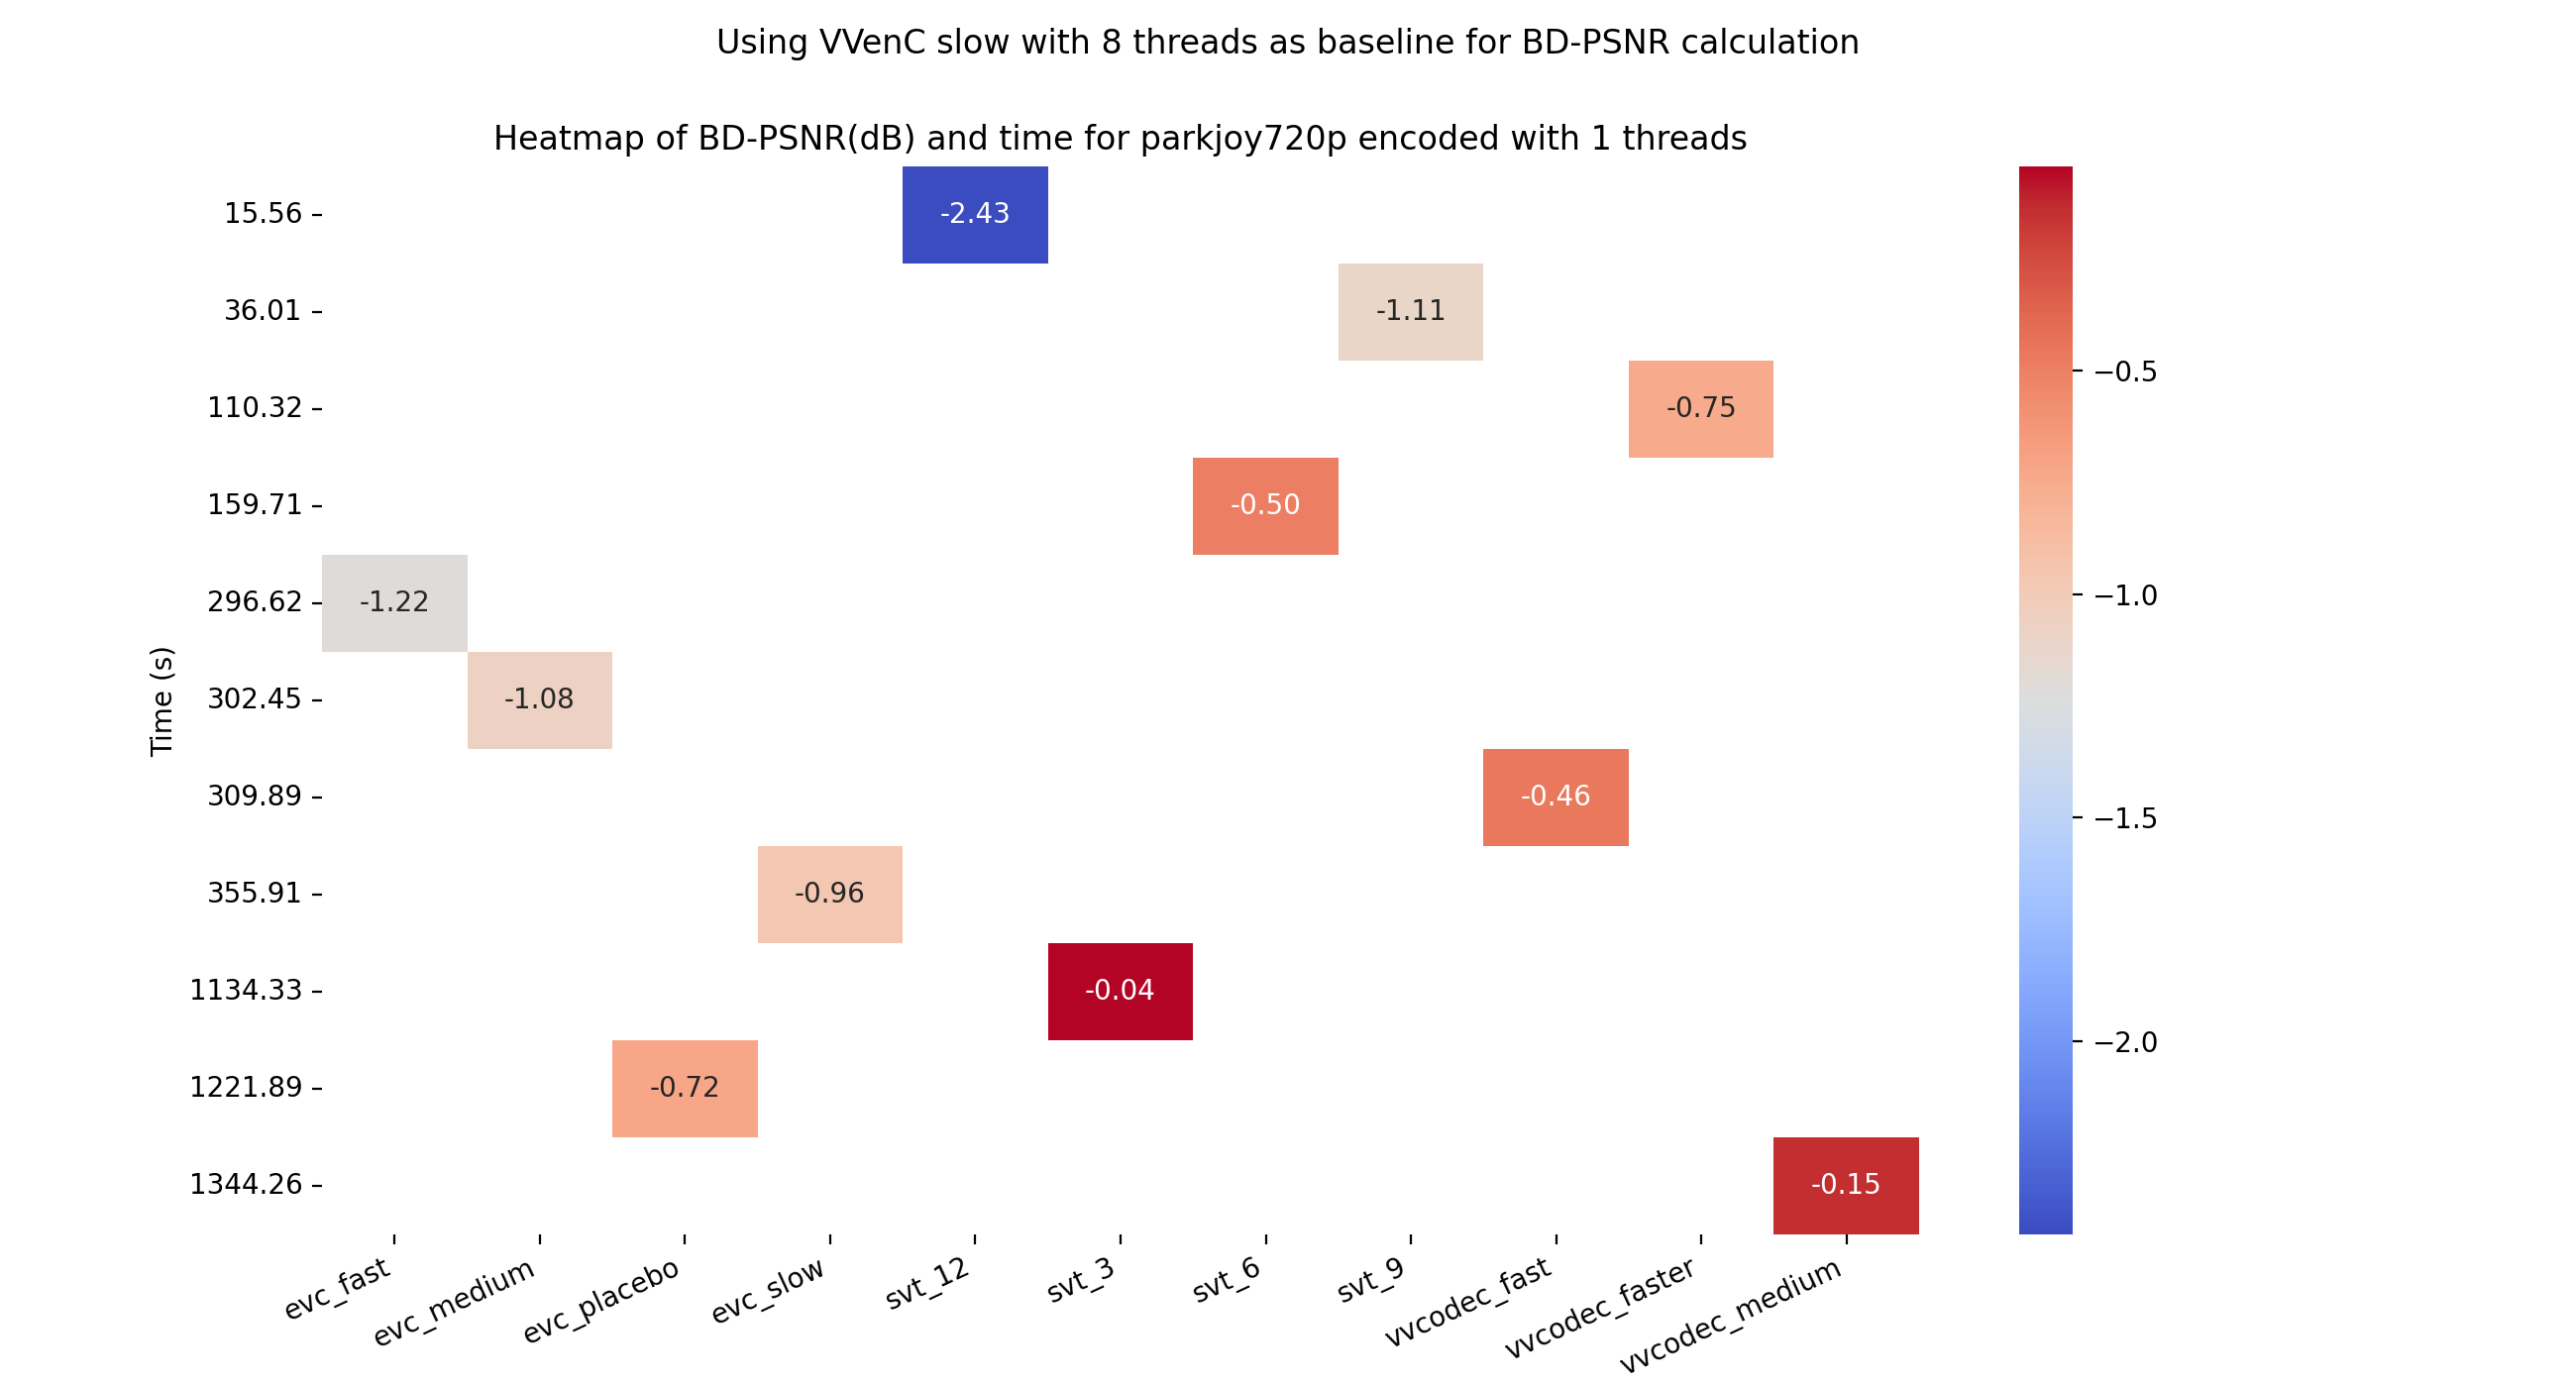 Using VVenC slow with 8 threads as baseline for BD-PSNR calculation
Heatmap of BD-PSNR(dB) and time for parkjoy720p encoded with 1 threads
Time (s)
15.56
-2.43
36.01
-1.11
110.32
-0.75
159.71
-0.50
296.62
-1.22
302.45
-1.08
309.89
-0.46
355.91
-0.96
1134.33
-0.04
1221.89
-0.72
1344.26
-0.15
evc_fast
evc_medium
evc_placebo
evc_slow
svt_12
svt_3
svt_6
svt_9
vvcodec_fast
vvcodec_faster
vvcodec_medium
−0.5
−1.0
−1.5
−2.0